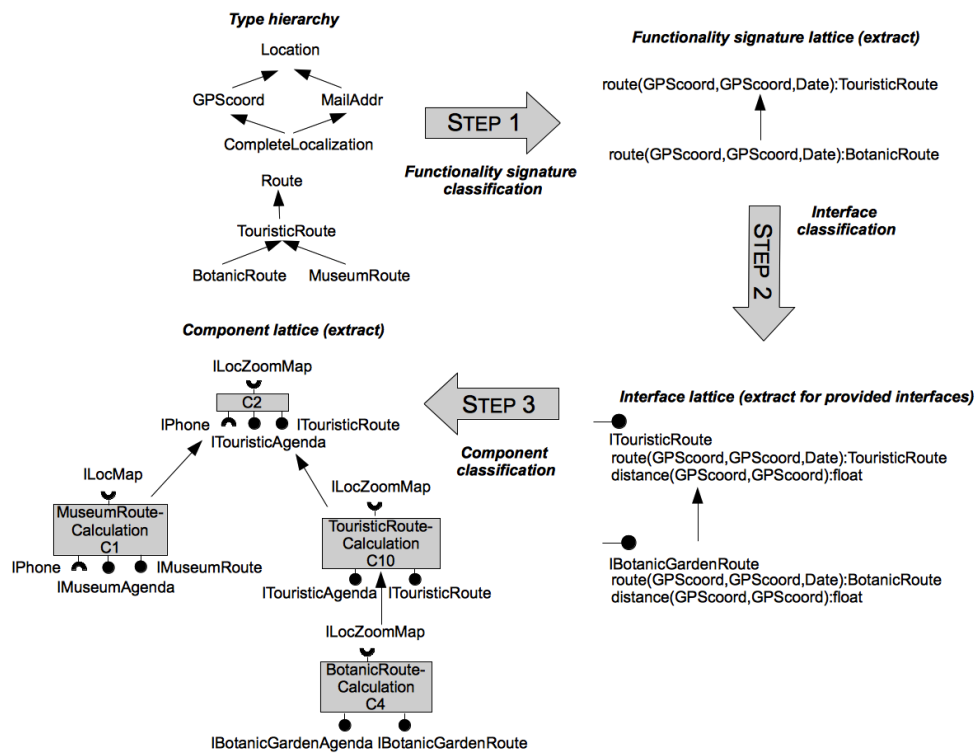 Type hierarchy
Location
GPScoord
MailAddr
CompleteLocalization
Route
TouristicRoute
BotanicRoute
MuseumRoute
STEP 1
Functionality signature
classification
Functionality signature lattice (extract)
route(GPScoord,GPScoord,Date):TouristicRoute
route(GPScoord,GPScoord,Date):BotanicRoute
STEP 2
Interface
classification
Interface lattice (extract for provided interfaces)
ITouristicRoute
route(GPScoord,GPScoord,Date):TouristicRoute
distance(GPScoord,GPScoord):float
IBotanicGardenRoute
route(GPScoord,GPScoord,Date):BotanicRoute
distance(GPScoord,GPScoord):float
STEP 3
Component
classification
Component lattice (extract)
ILocZoomMap
C2
IPhone
ITouristicRoute
ITouristicAgenda
ILocMap
MuseumRoute-
Calculation
C1
IPhone
IMuseumRoute
IMuseumAgenda
ILocZoomMap
TouristicRoute-
Calculation
C10
ITouristicAgenda
ITouristicRoute
ILocZoomMap
BotanicRoute-
Calculation
C4
IBotanicGardenAgenda
IBotanicGardenRoute